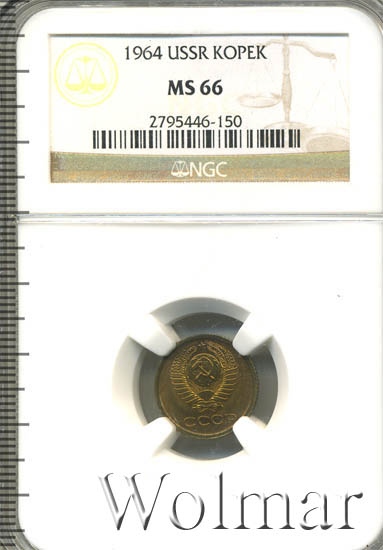 1964 USSR KOPEK
MS 66
2795446-150
NGC
СССР
Wolmar